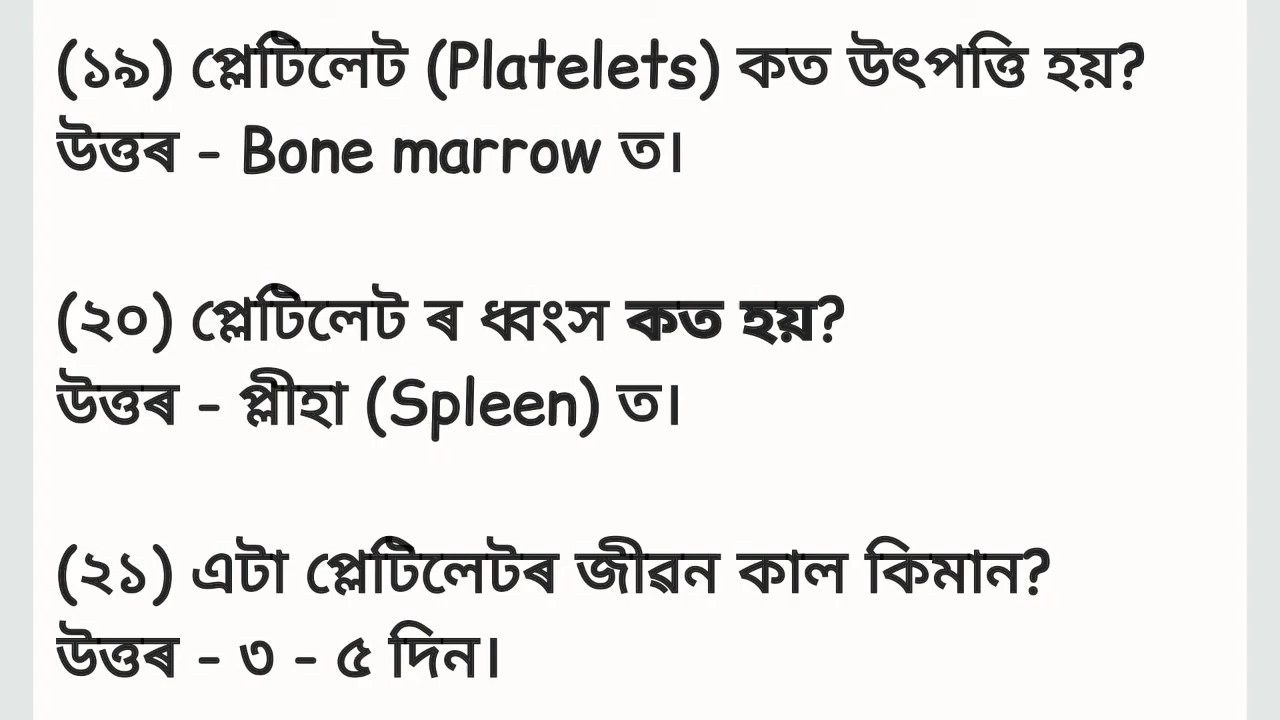 (১৯) প্লেটিলেট (Platelets) কত উৎপত্তি হয়?
উত্তৰ - Bone marrow ত।
(২০) প্লেটিলেট ৰ ধ্বংস কত হয়?
উত্তৰ - প্লীহা (Spleen) ত।
(২১) এটা প্লেটিলেটৰ জীৱন কাল কিমান?
উত্তৰ - ৩ - ৫ দিন।